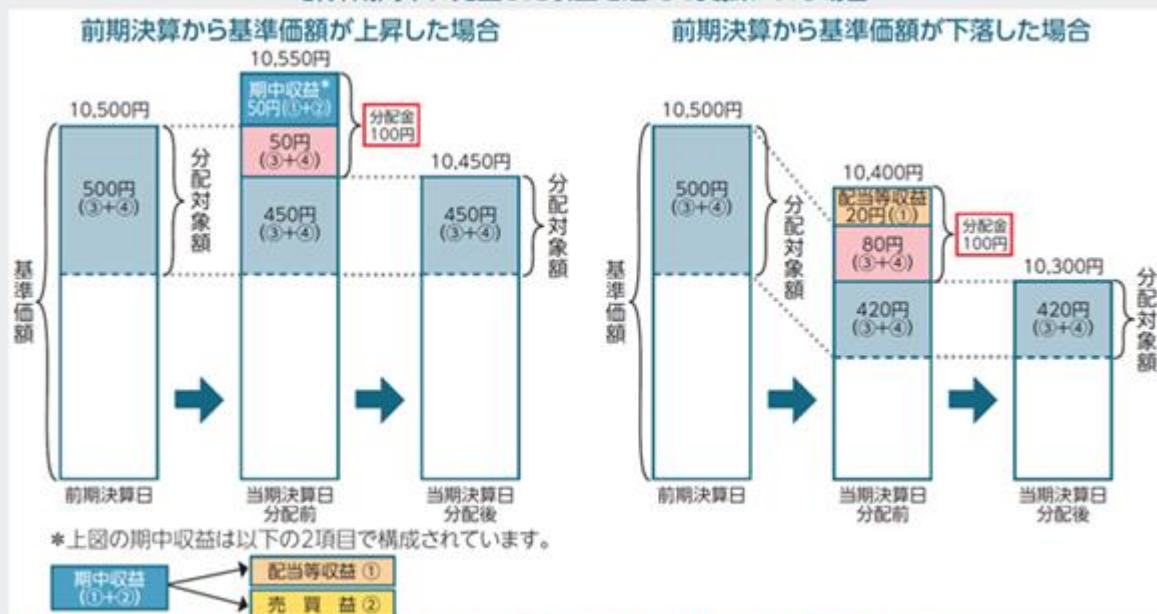 前期決算から基準価額が上昇した場合
10,500円
500円
(③+④)
分配対象額
基準価額
前期決算日
10,550円
期中収益*
50円(①+②)
50円
(③+④)
450円
(③+④)
分配金
100円
当期決算日
分配前
10,450円
450円
(③+④)
分配対象額
当期決算日
分配後
*上図の期中収益は以下の2項目で構成されています。
期中収益
(①+②)
配当等収益 ①
売 買 益 ②
前期決算から基準価額が下落した場合
10,500円
500円
(③+④)
分配対象額
基準価額
前期決算日
10,400円
配当等収益
20円(①)
80円
(③+④)
420円
(③+④)
分配金
100円
当期決算日
分配前
10,300円
420円
(③+④)
分配対象額
当期決算日
分配後